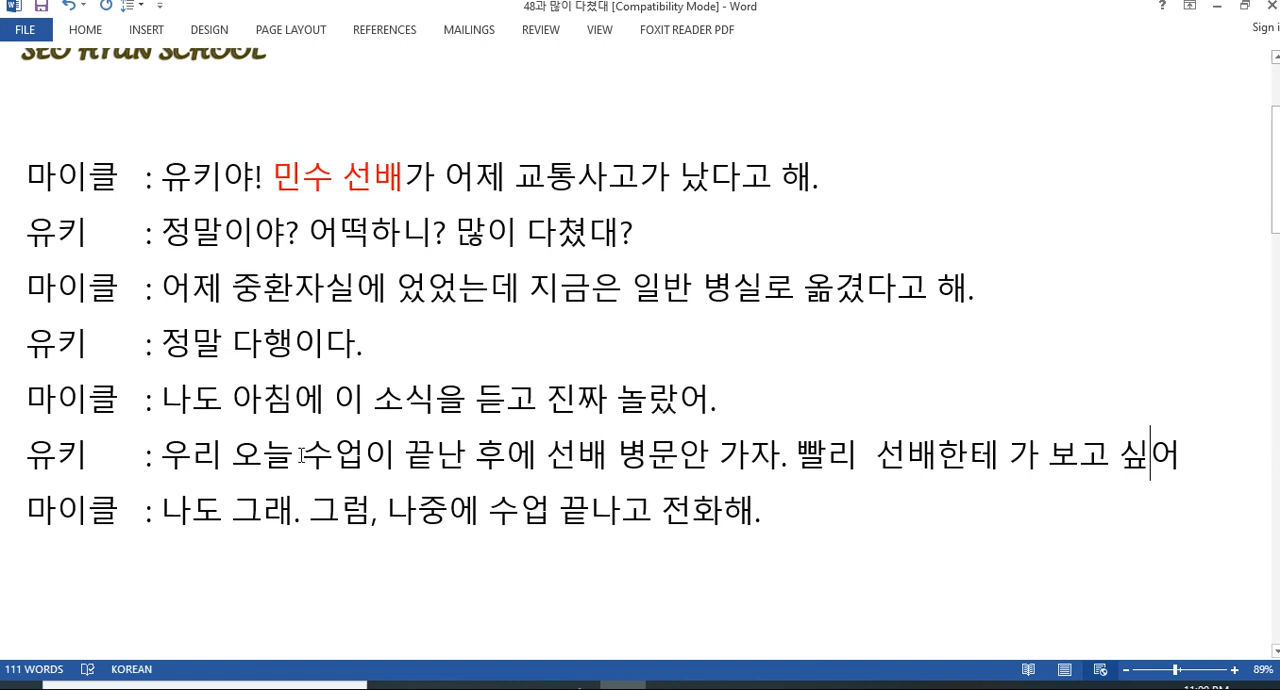 48과 많이 다쳤대 [Compatibility Mode] - Word
?
FILE HOME INSERT DESIGN PAGE LAYOUT REFERENCES MAILINGS REVIEW VIEW FOXIT READER PDF
Sign i
SEO HYUN SCHOOL
마이클 : 유키야! 민수 선배가 어제 교통사고가 났다고 해.
유키 : 정말이야? 어떡하니? 많이 다쳤대?
마이클 : 어제 중환자실에 었었는데 지금은 일반 병실로 옮겼다고 해.
유키 : 정말 다행이다.
마이클 : 나도 아침에 이 소식을 듣고 진짜 놀랐어.
유키 : 우리 오늘 수업이 끝난 후에 선배 병문안 가자. 빨리 선배한테 가 보고 싶어
마이클 : 나도 그래. 그럼, 나중에 수업 끝나고 전화해.
111 WORDS KOREAN 89%